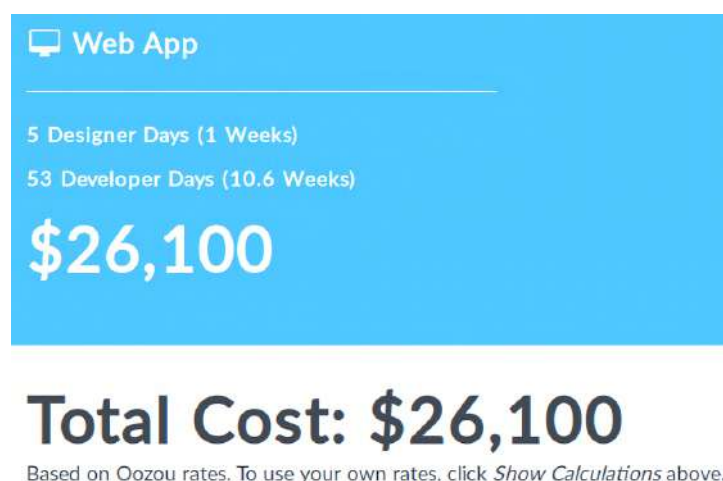 Web App
5 Designer Days (1 Weeks)
53 Developer Days (10.6 Weeks)
$26,100
Total Cost: $26,100
Based on Oozou rates. To use your own rates, click Show Calculations above.